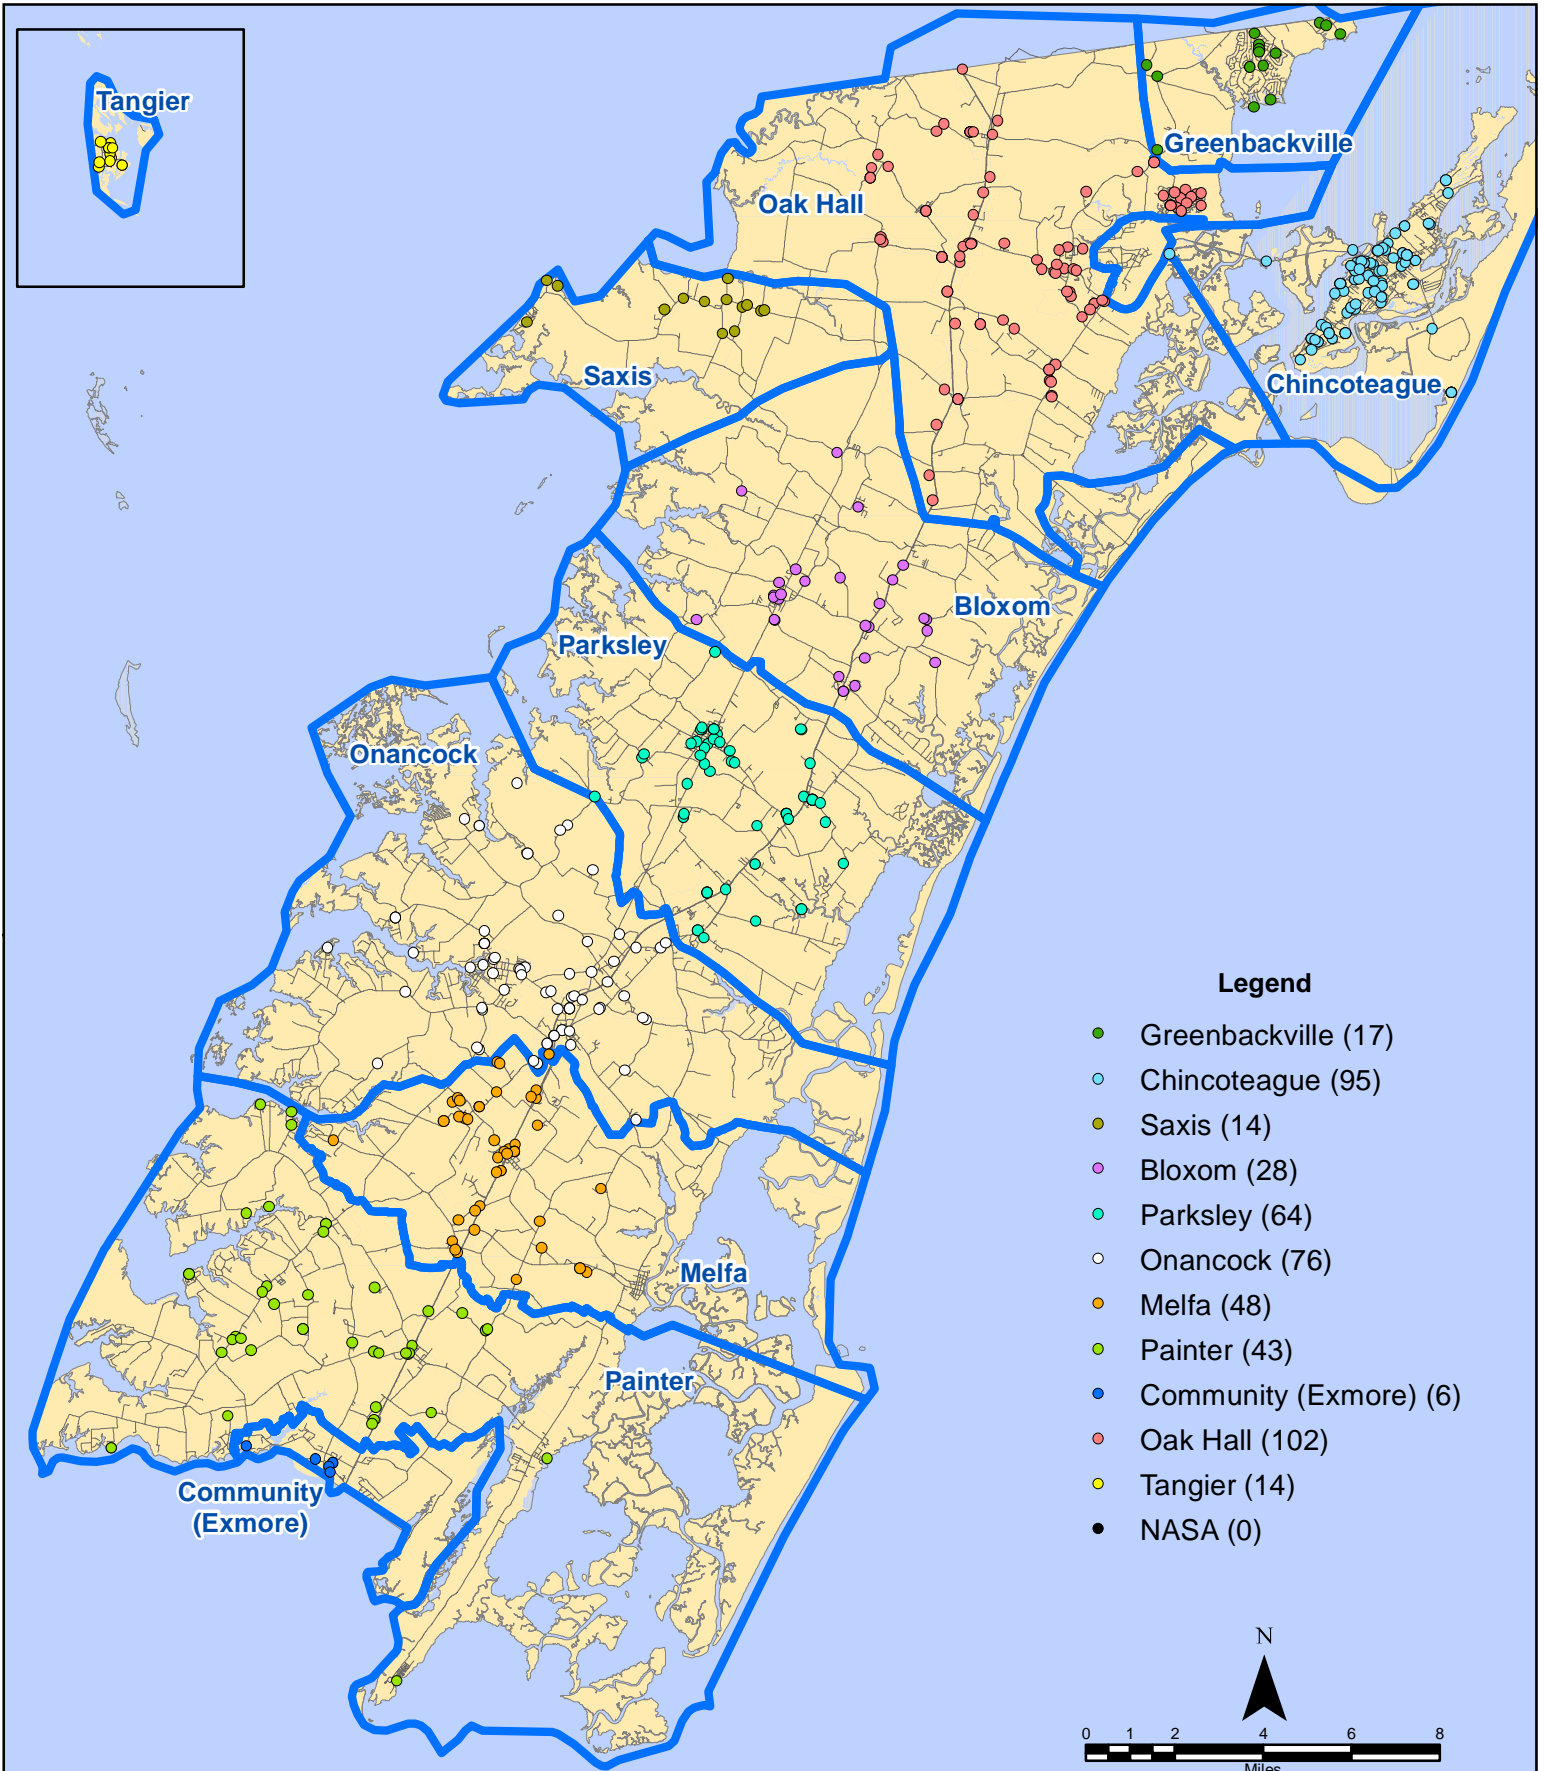 Tangier
Greenbackville
Oak Hall
Saxis
Chincoteague
Bloxom
Parksley
Onancock
Melfa
Painter
Community
(Exmore)
Legend
Greenbackville (17)
Chincoteague (95)
Saxis (14)
Bloxom (28)
Parksley (64)
Onancock (76)
Melfa (48)
Painter (43)
Community (Exmore) (6)
Oak Hall (102)
Tangier (14)
NASA (0)
N
0 1 2 4 6 8
Miles